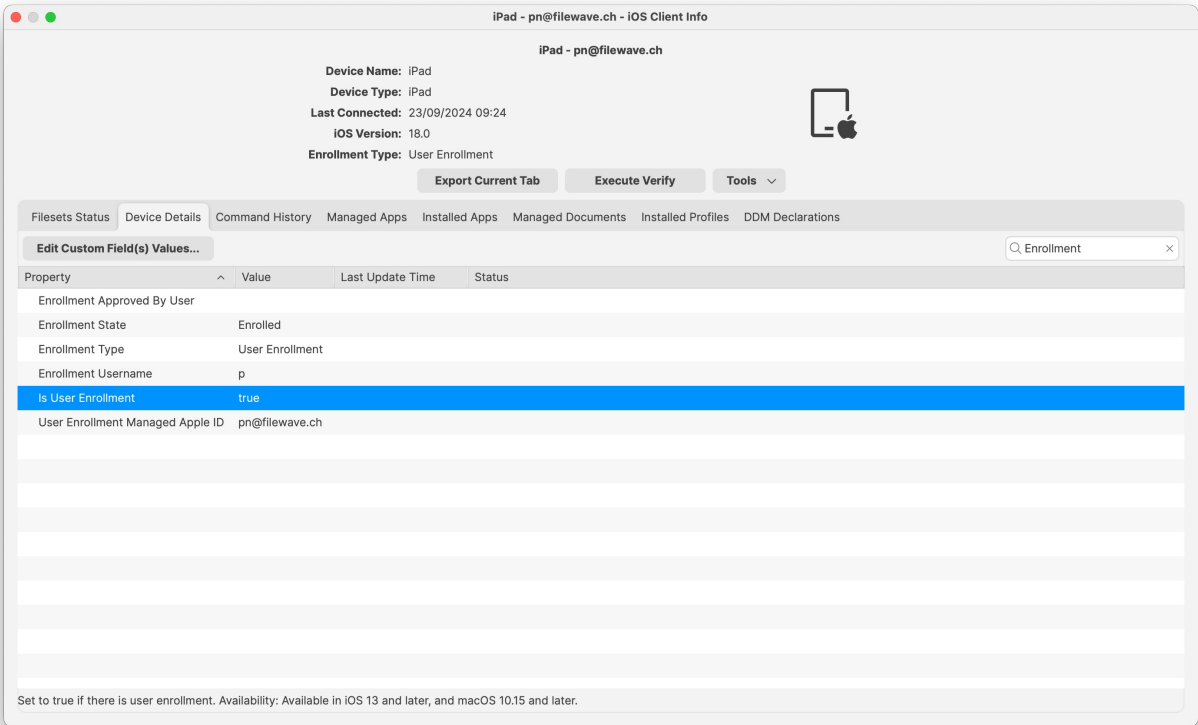 iPad - pn@filewave.ch - iOS Client Info
iPad - pn@filewave.ch
Device Name: iPad
Device Type: iPad
Last Connected: 23/09/2024 09:24
iOS Version: 18.0
Enrollment Type: User Enrollment
Export Current Tab Execute Verify Tools
Filesets Status Device Details Command History Managed Apps Installed Apps Managed Documents Installed Profiles DDM Declarations
Edit Custom Field(s) Values... Enrollment
Property Value Last Update Time Status
Enrollment Approved By User
Enrollment State Enrolled
Enrollment Type User Enrollment
Enrollment Username p
Is User Enrollment true
User Enrollment Managed Apple ID pn@filewave.ch
Set to true if there is user enrollment. Availability: Available in iOS 13 and later, and macOS 10.15 and later.